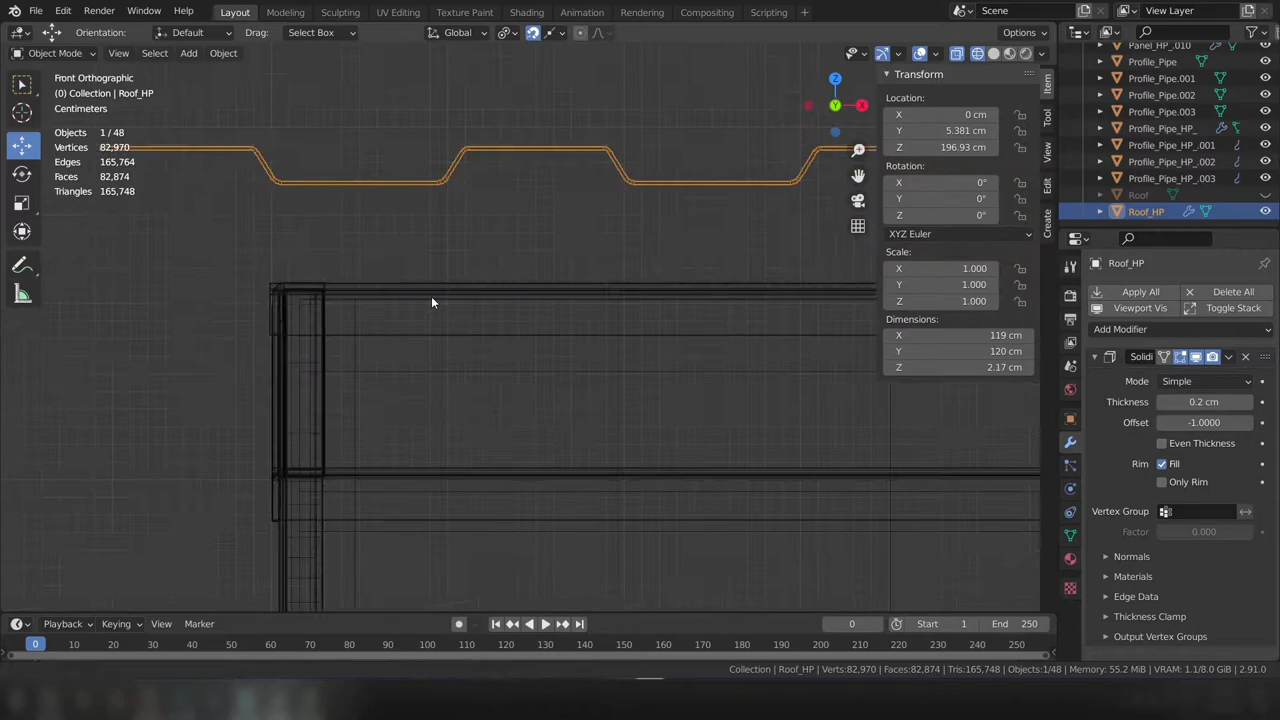 File Edit Render Window Help Layout Modeling Sculpting UV Editing Texture Paint Shading Animation Rendering Compositing Scripting + Scene View Layer
Orientation: Default Drag: Select Box Global Options
Object Mode View Select Add Object
Front Orthographic
(0) Collection | Roof_HP
Centimeters
Objects 1 / 48
Vertices 82,970
Edges 165,764
Faces 82,874
Triangles 165,748
Z
Y
X
Transform
Location:
X 0 cm
Y 5.381 cm
Z 196.93 cm
Rotation:
X 0°
Y 0°
Z 0°
XYZ Euler
Scale:
X 1.000
Y 1.000
Z 1.000
Dimensions:
X 119 cm
Y 120 cm
Z 2.17 cm
Item
Tool
View
Edit
Create
Panel_HP_.010
Profile_Pipe
Profile_Pipe.001
Profile_Pipe.002
Profile_Pipe.003
Profile_Pipe_HP_
Profile_Pipe_HP_.001
Profile_Pipe_HP_.002
Profile_Pipe_HP_.003
Roof
Roof_HP
Roof_HP
Apply All Delete All
Viewport Vis Toggle Stack
Add Modifier
Solidi
Mode Simple
Thickness 0.2 cm
Offset -1.0000
Even Thickness
Rim Fill
Only Rim
Vertex Group
Factor 0.000
Normals
Materials
Edge Data
Thickness Clamp
Output Vertex Groups
Playback Keying View Marker 0 Start 1 End 250
0 10 20 30 40 50 60 70 80 90 100 110 120 130 140 150 160 170 180 190 200 210 220 230 240 250
Collection | Roof_HP | Verts:82,970 | Faces:82,874 | Tris:165,748 | Objects:1/48 | Memory: 55.2 MiB | VRAM: 1.1/8.0 GiB | 2.91.0